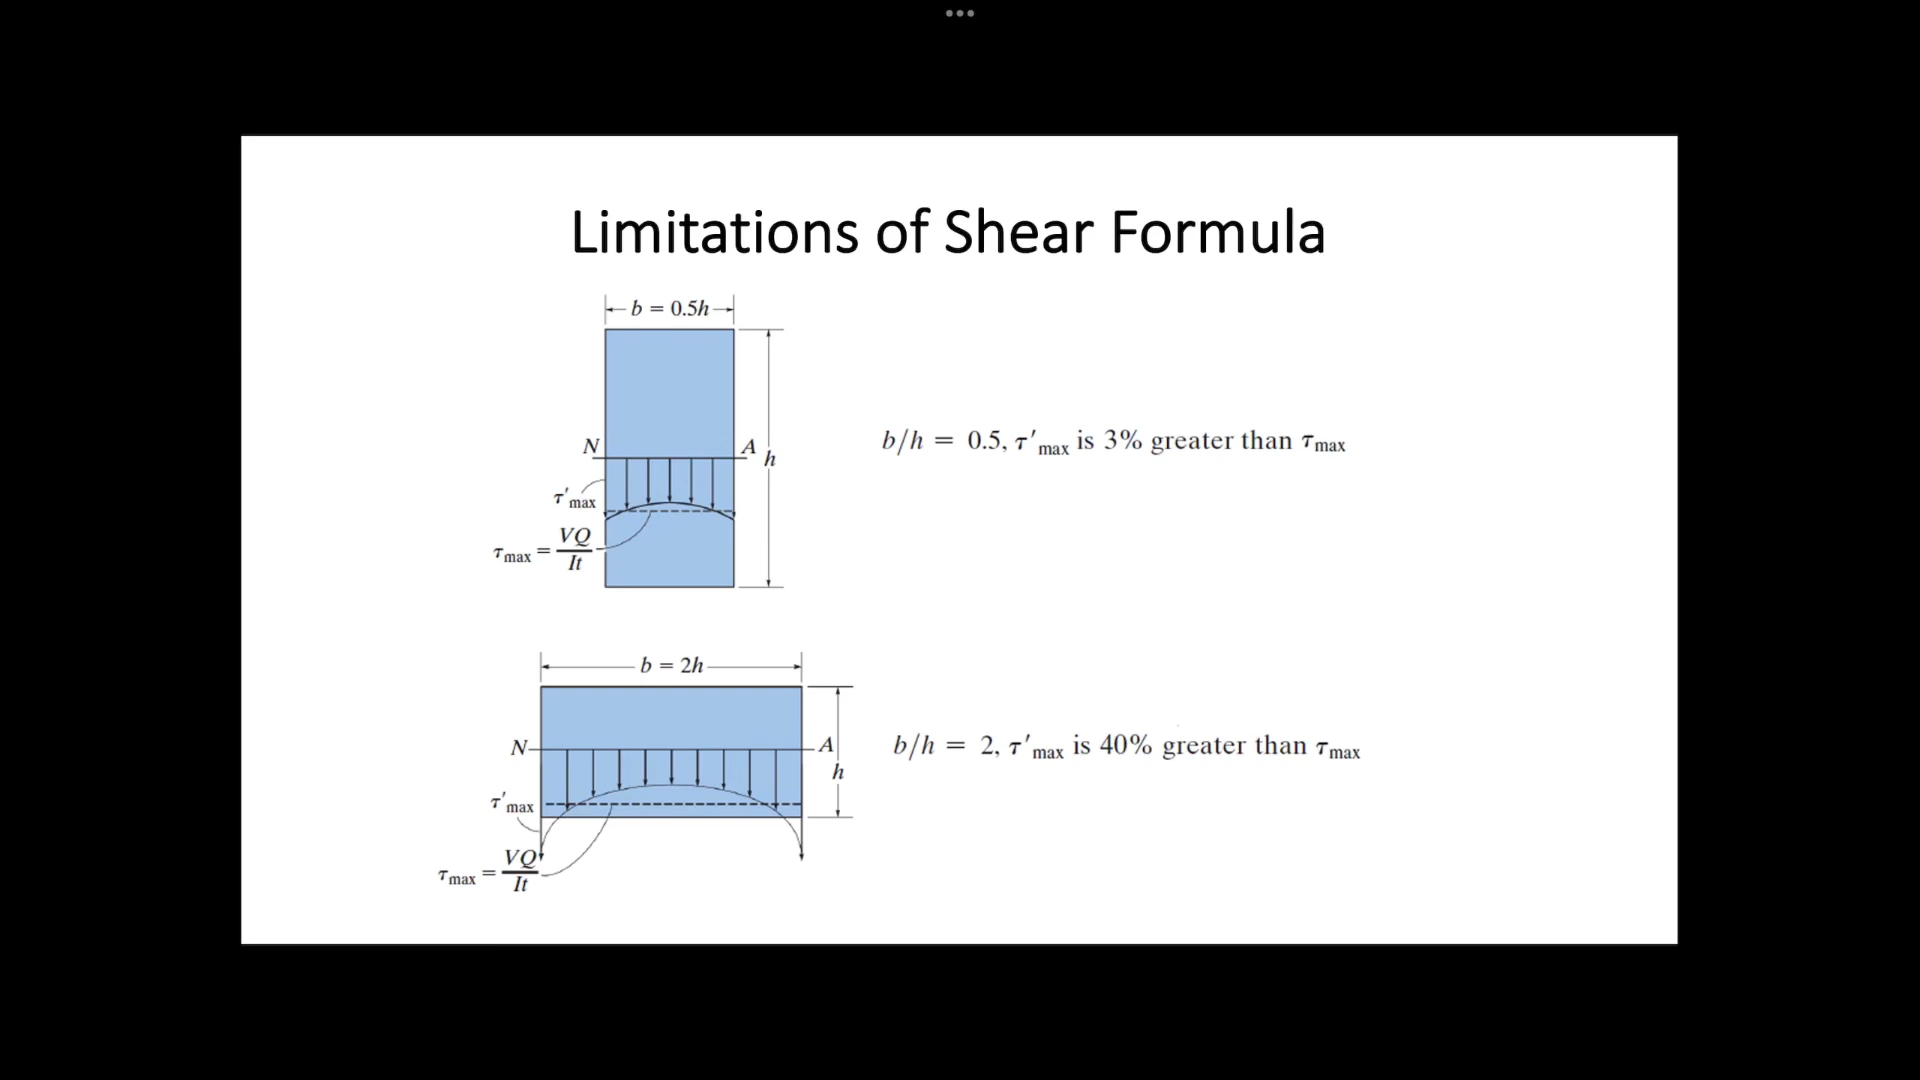 Limitations of Shear Formula
b = 0.5h
N
A
h
b/h = 0.5, τ′max is 3% greater than τmax
τ′max
τmax = VQ/It
b = 2h
N
A
h
b/h = 2, τ′max is 40% greater than τmax
τ′max
τmax = VQ/It